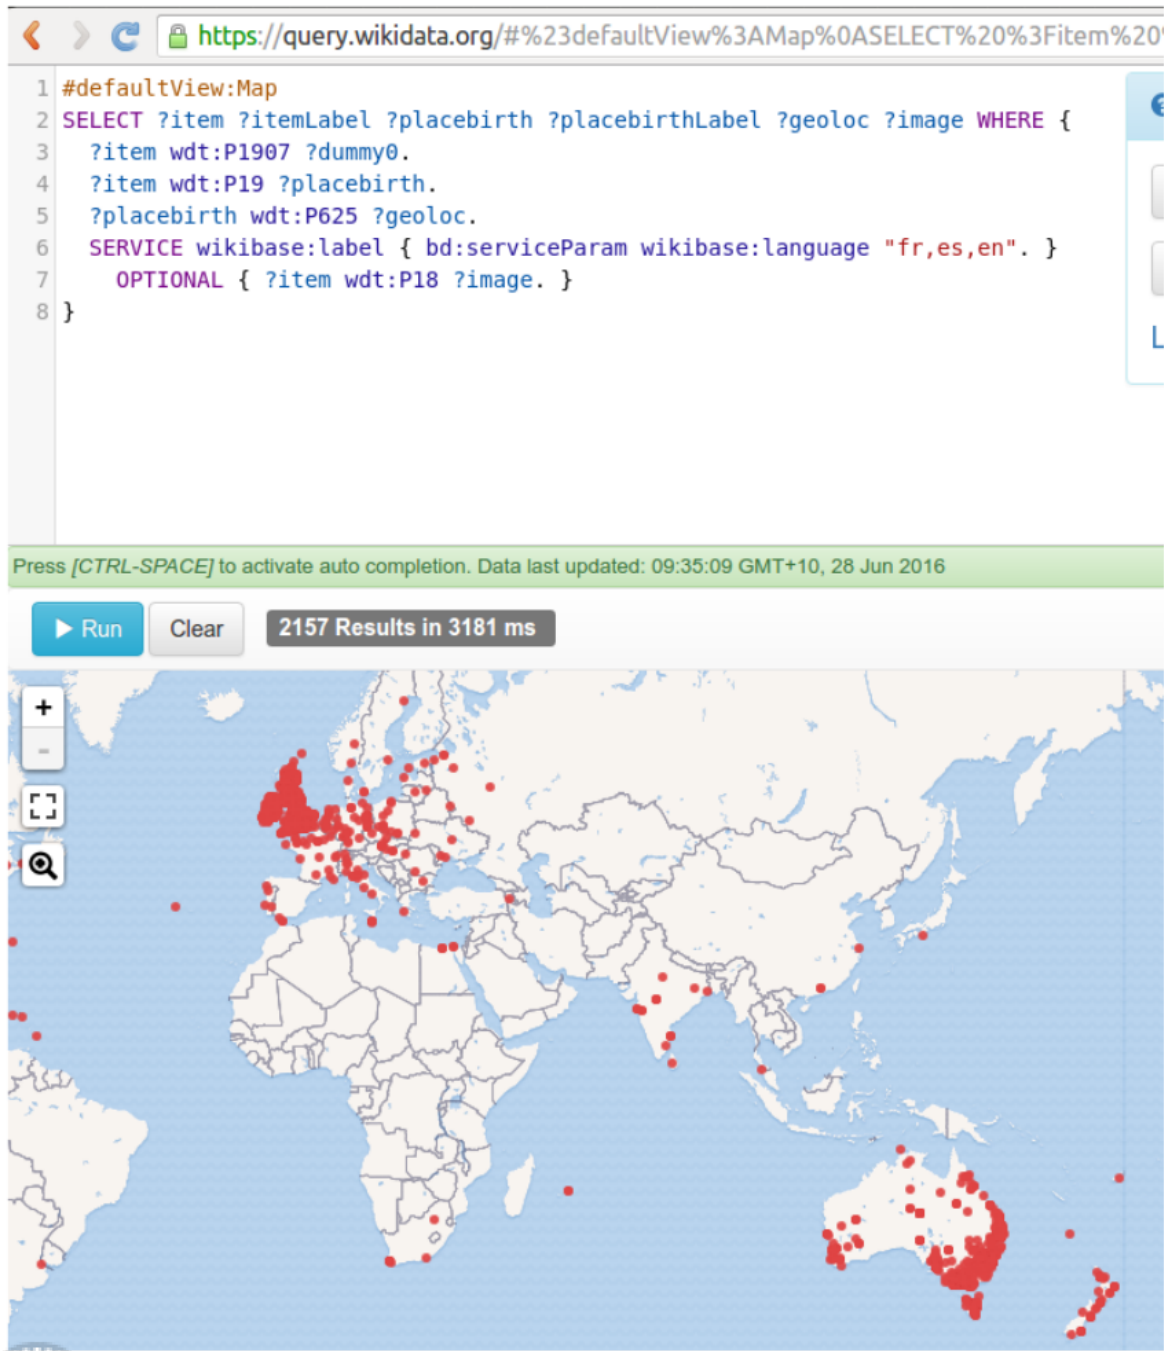 https://query.wikidata.org/#%23defaultView%3AMap%0ASELECT%20%3Fitem%20
1 #defaultView:Map
2 SELECT ?item ?itemLabel ?placebirth ?placebirthLabel ?geoloc ?image WHERE {
3 ?item wdt:P1907 ?dummy0.
4 ?item wdt:P19 ?placebirth.
5 ?placebirth wdt:P625 ?geoloc.
6 SERVICE wikibase:label { bd:serviceParam wikibase:language "fr,es,en". }
7 OPTIONAL { ?item wdt:P18 ?image. }
8 }
L
Press [CTRL-SPACE] to activate auto completion. Data last updated: 09:35:09 GMT+10, 28 Jun 2016
Run Clear 2157 Results in 3181 ms
+
-